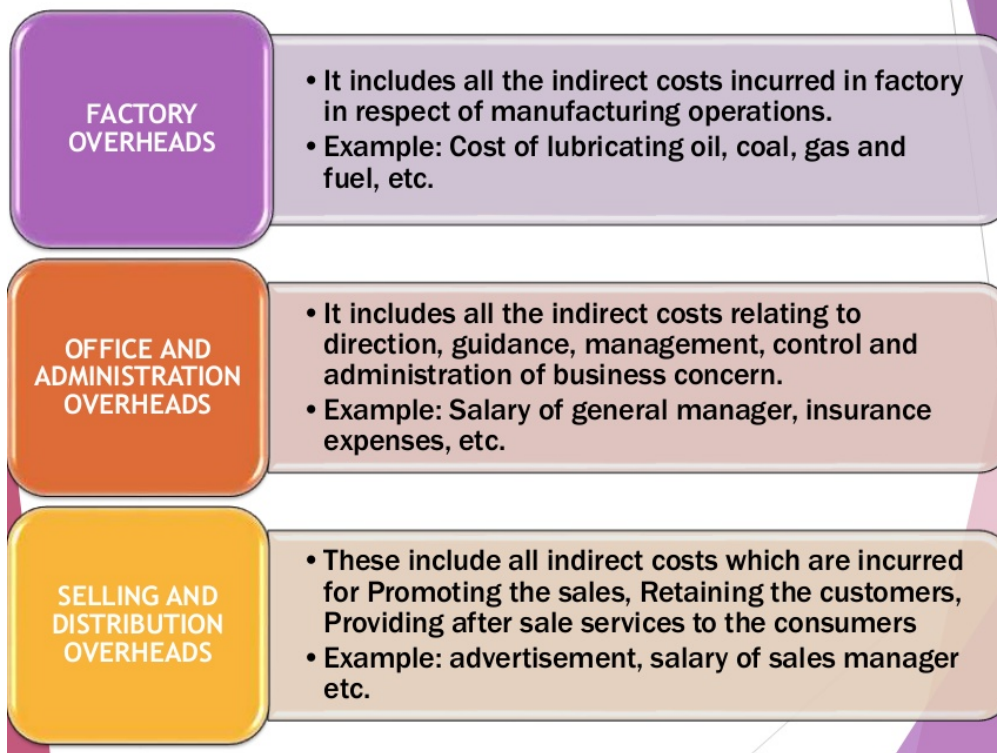 FACTORY
OVERHEADS
• It includes all the indirect costs incurred in factory
in respect of manufacturing operations.
• Example: Cost of lubricating oil, coal, gas and
fuel, etc.
OFFICE AND
ADMINISTRATION
OVERHEADS
• It includes all the indirect costs relating to
direction, guidance, management, control and
administration of business concern.
• Example: Salary of general manager, insurance
expenses, etc.
SELLING AND
DISTRIBUTION
OVERHEADS
• These include all indirect costs which are incurred
for Promoting the sales, Retaining the customers,
Providing after sale services to the consumers
• Example: advertisement, salary of sales manager
etc.